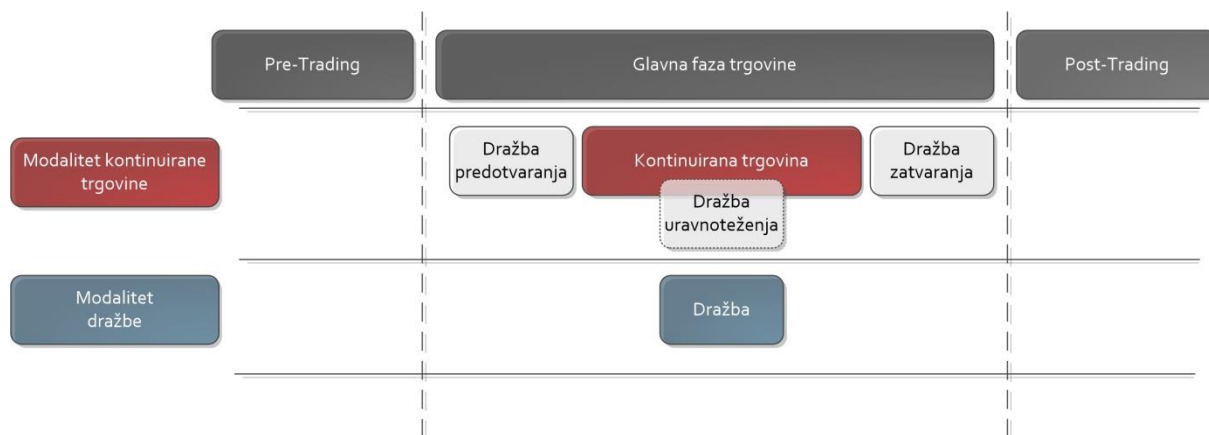 Pre-Trading
Glavna faza trgovine
Post-Trading
Modalitet kontinuirane
trgovine
Dražba
predotvaranja
Kontinuirana trgovina
Dražba
zatvaranja
Dražba
uravnoteženja
Modalitet
dražbe
Dražba